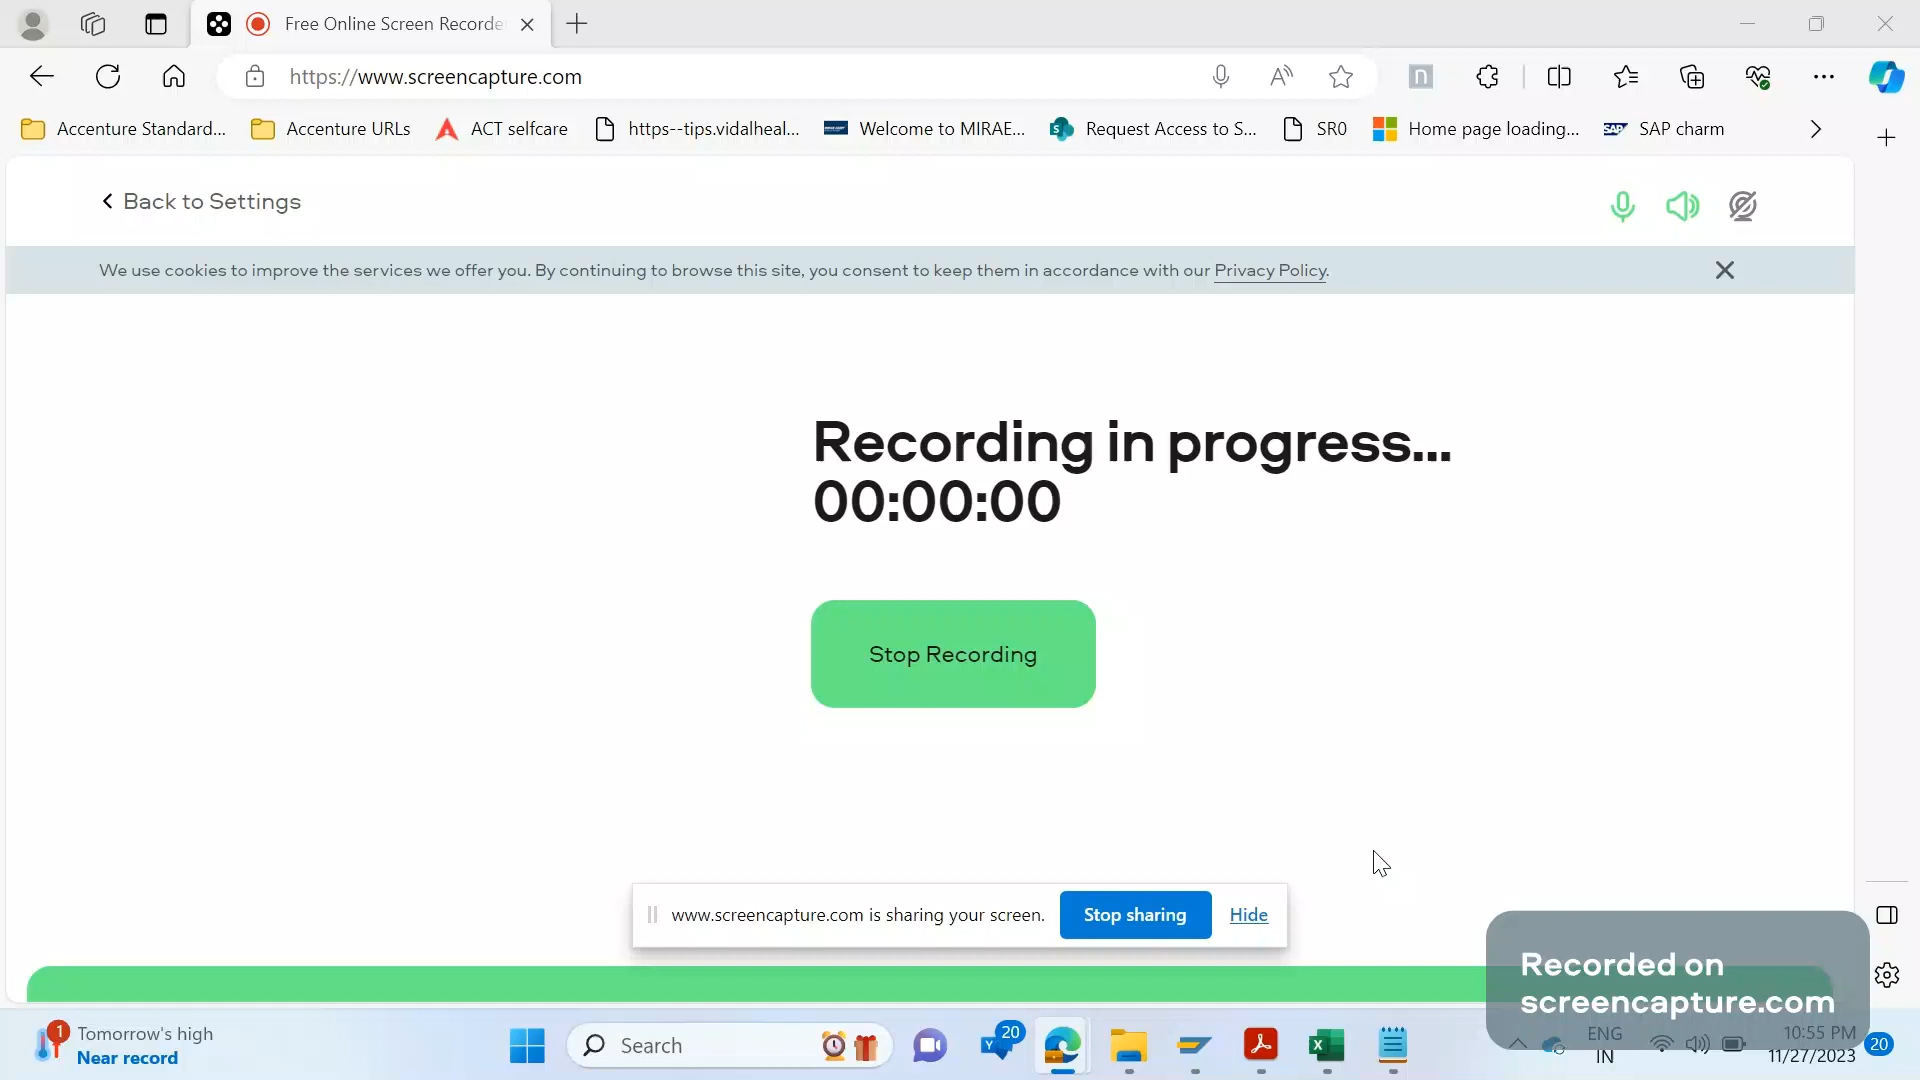 Free Online Screen Recorde
https://www.screencapture.com
Accenture Standard...
Accenture URLs
ACT selfcare
https--tips.vidalheal...
Welcome to MIRAE...
Request Access to S...
SR0
Home page loading...
SAP charm
Back to Settings
We use cookies to improve the services we offer you. By continuing to browse this site, you consent to keep them in accordance with our Privacy Policy.
Recording in progress...
00:00:00
Stop Recording
www.screencapture.com is sharing your screen.
Stop sharing
Hide
Recorded on
screencapture.com
1
Tomorrow's high
Near record
Search
20
ENG
IN
10:55 PM
11/27/2023
20